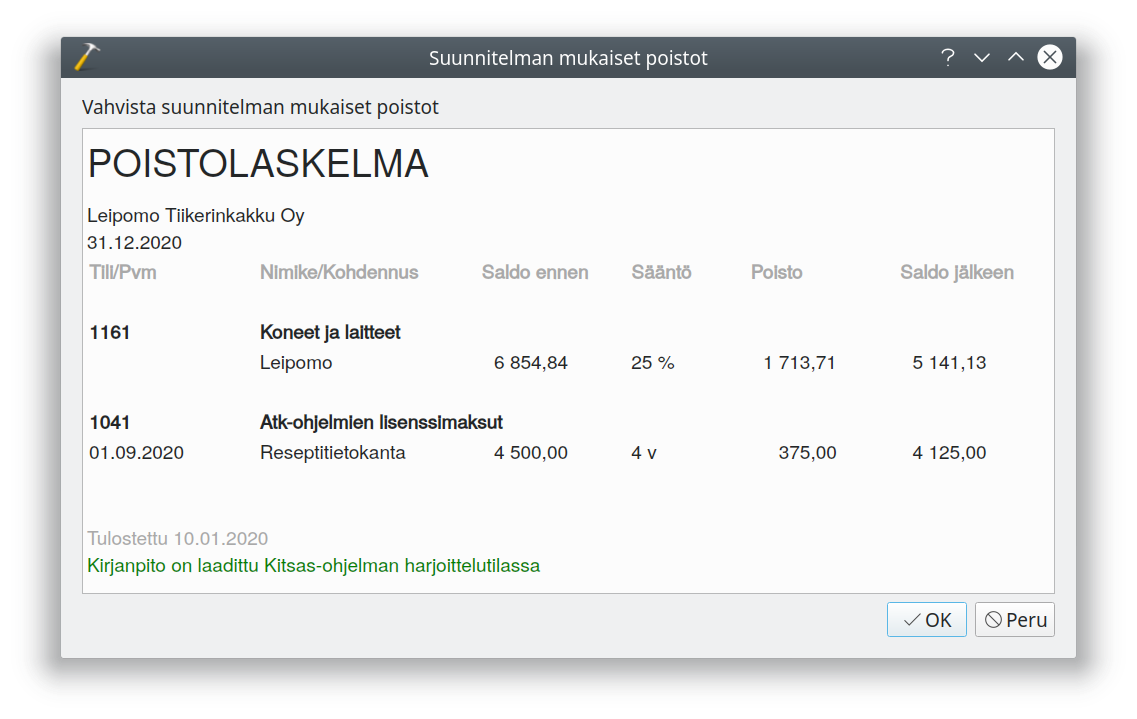 Suunnitelman mukaiset poistot
Vahvista suunnitelman mukaiset poistot
POISTOLASKELMA
Leipomo Tiikerinkakku Oy
31.12.2020
Tili/Pvm Nimike/Kohdennus Saldo ennen Sääntö Poisto Saldo jälkeen
1161 Koneet ja laitteet
Leipomo 6 854,84 25 % 1 713,71 5 141,13
1041 Atk-ohjelmien lisenssimaksut
01.09.2020 Reseptitietokanta 4 500,00 4 v 375,00 4 125,00
Tulostettu 10.01.2020
Kirjanpito on laadittu Kitsas-ohjelman harjoittelutilassa
OK Peru